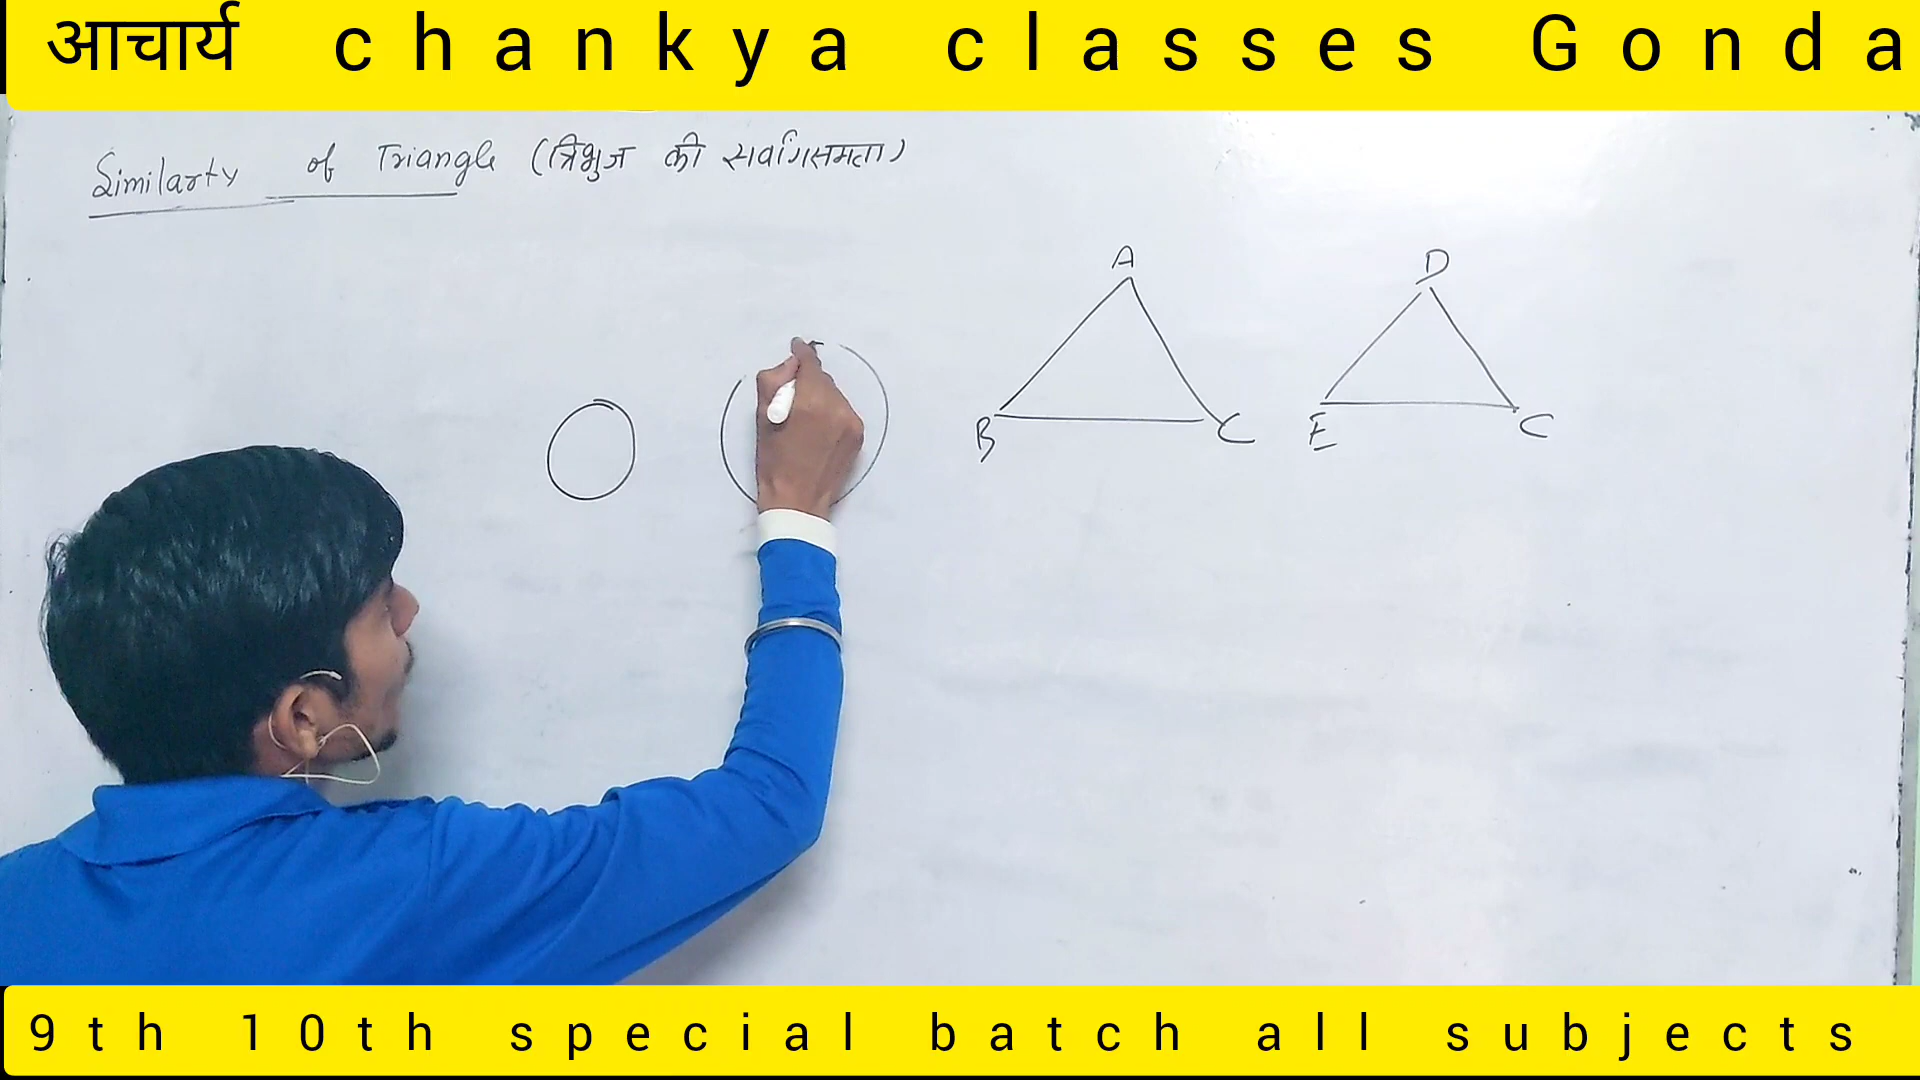 आचार्य chankya classes Gonda
Similarty of Triangle (त्रिभुज की सर्वांगसमता)
A D
B C E C
9th 10th special batch all subjects